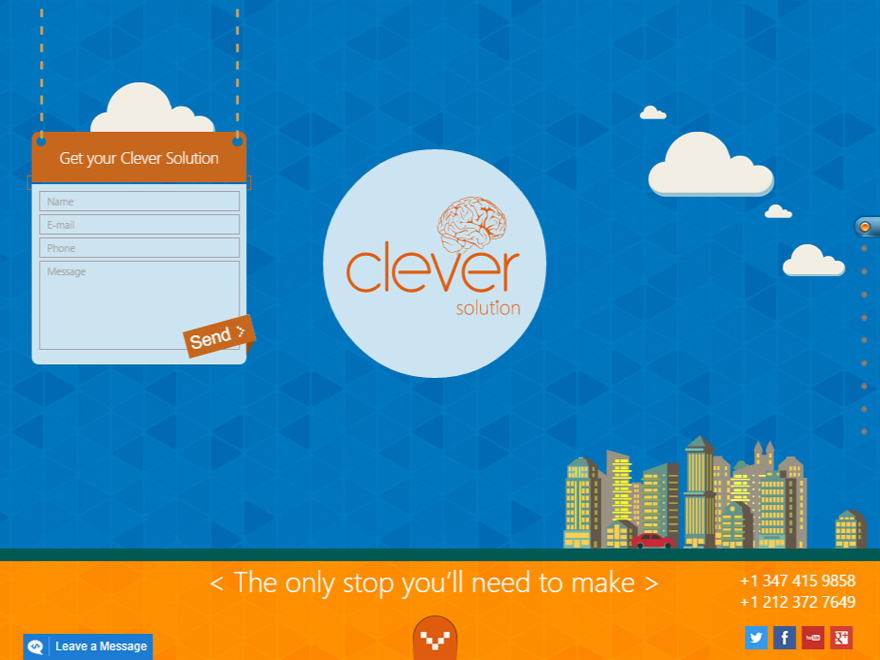 Get your Clever Solution
Name
E-mail
Phone
Message
Send
clever
solution
< The only stop you’ll need to make >
+1 347 415 9858
+1 212 372 7649
Leave a Message